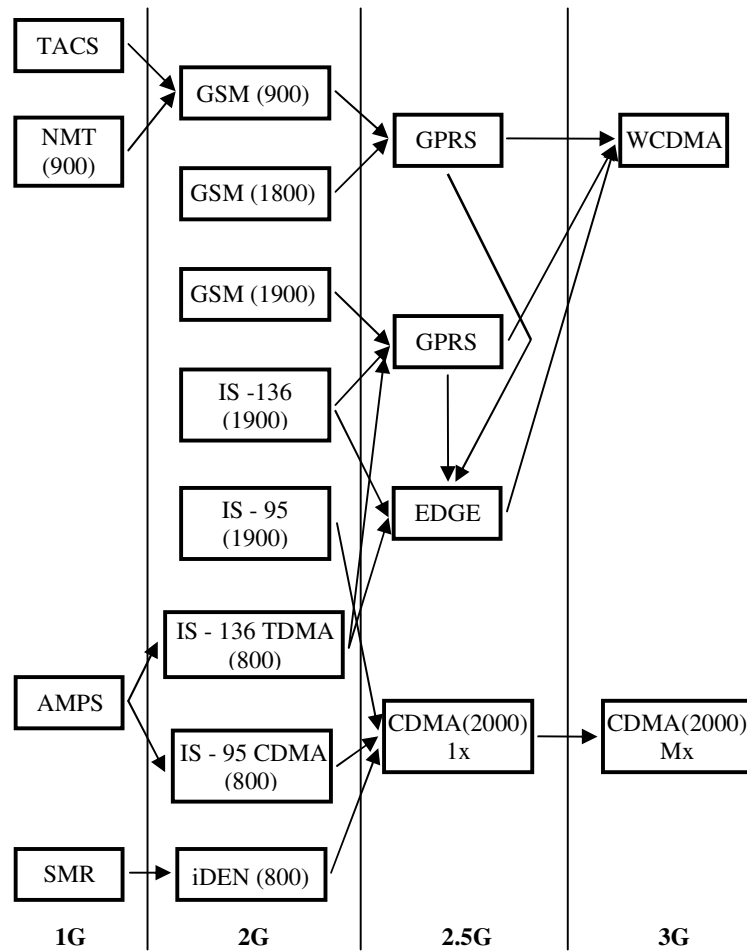 TACS
NMT
(900)
AMPS
SMR
1G
GSM (900)
GSM (1800)
GSM (1900)
IS -136
(1900)
IS - 95
(1900)
IS - 136 TDMA
(800)
IS - 95 CDMA
(800)
iDEN (800)
2G
GPRS
GPRS
EDGE
CDMA(2000)
1x
2.5G
WCDMA
CDMA(2000)
Mx
3G